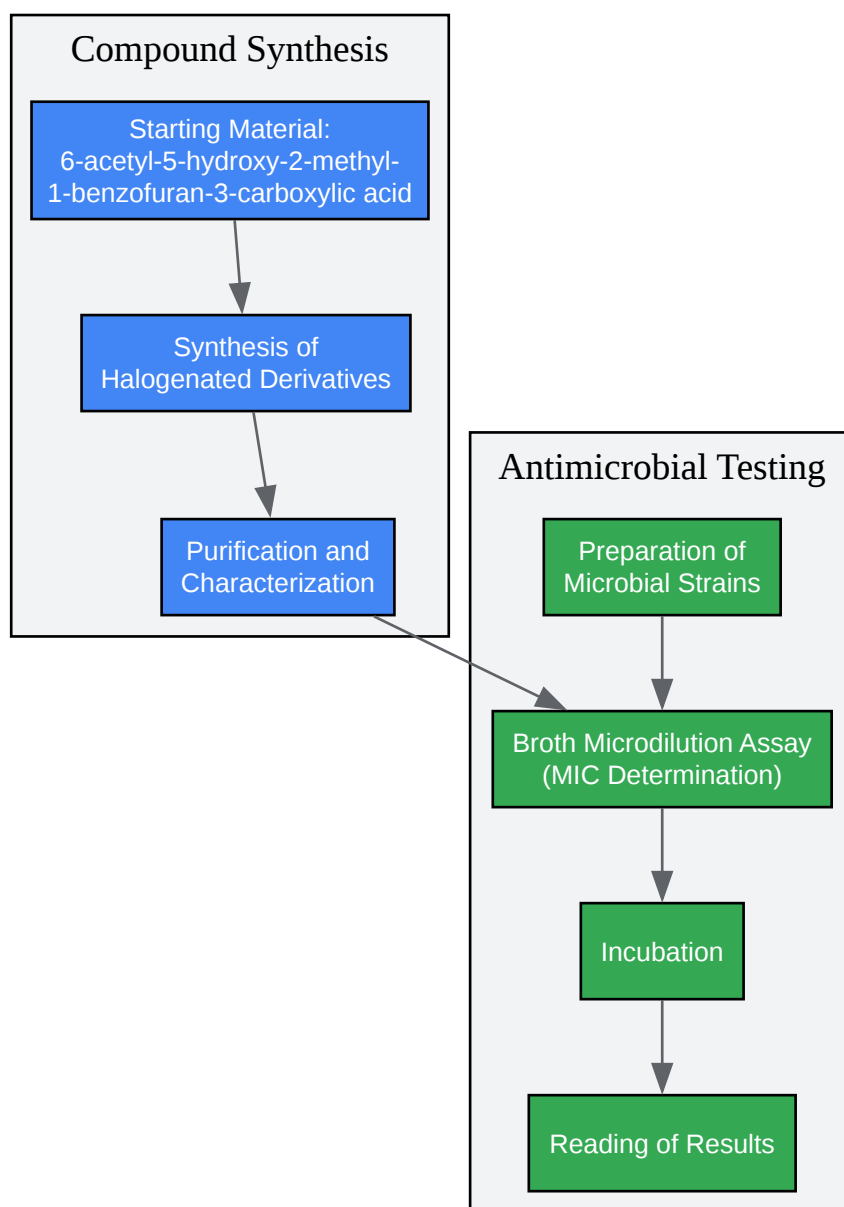 Compound Synthesis
Starting Material:
6-acetyl-5-hydroxy-2-methyl-
1-benzofuran-3-carboxylic acid
Synthesis of
Halogenated Derivatives
Purification and
Characterization
Antimicrobial Testing
Preparation of
Microbial Strains
Broth Microdilution Assay
(MIC Determination)
Incubation
Reading of Results